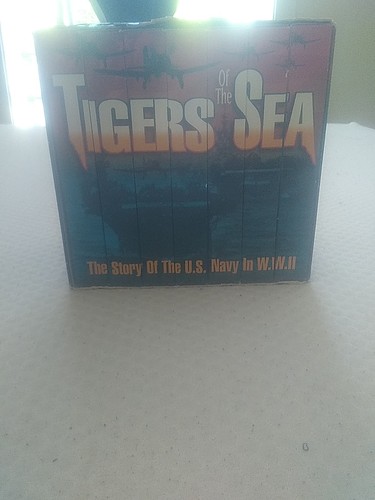 TIGERS Of The SEA
The Story Of The U.S. Navy In W.W.II